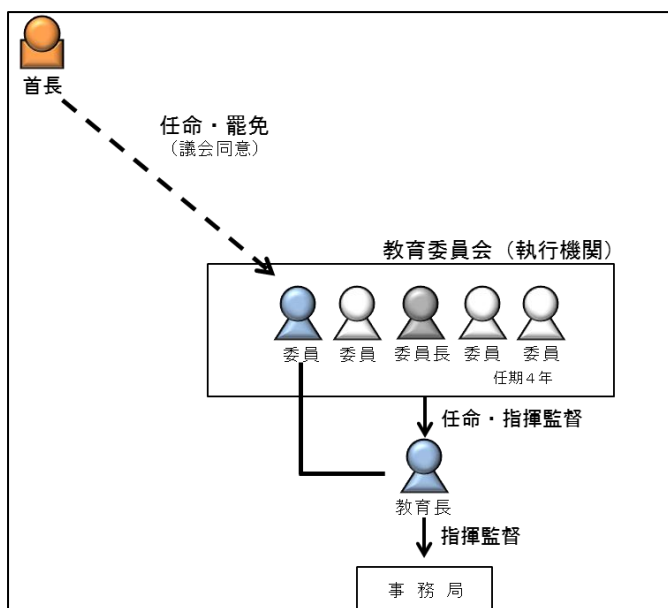 首長
任命・罷免
（議会同意）
教育委員会（執行機関）
委員 委員 委員長 委員 委員
任期４年
任命・指揮監督
教育長
指揮監督
事務局